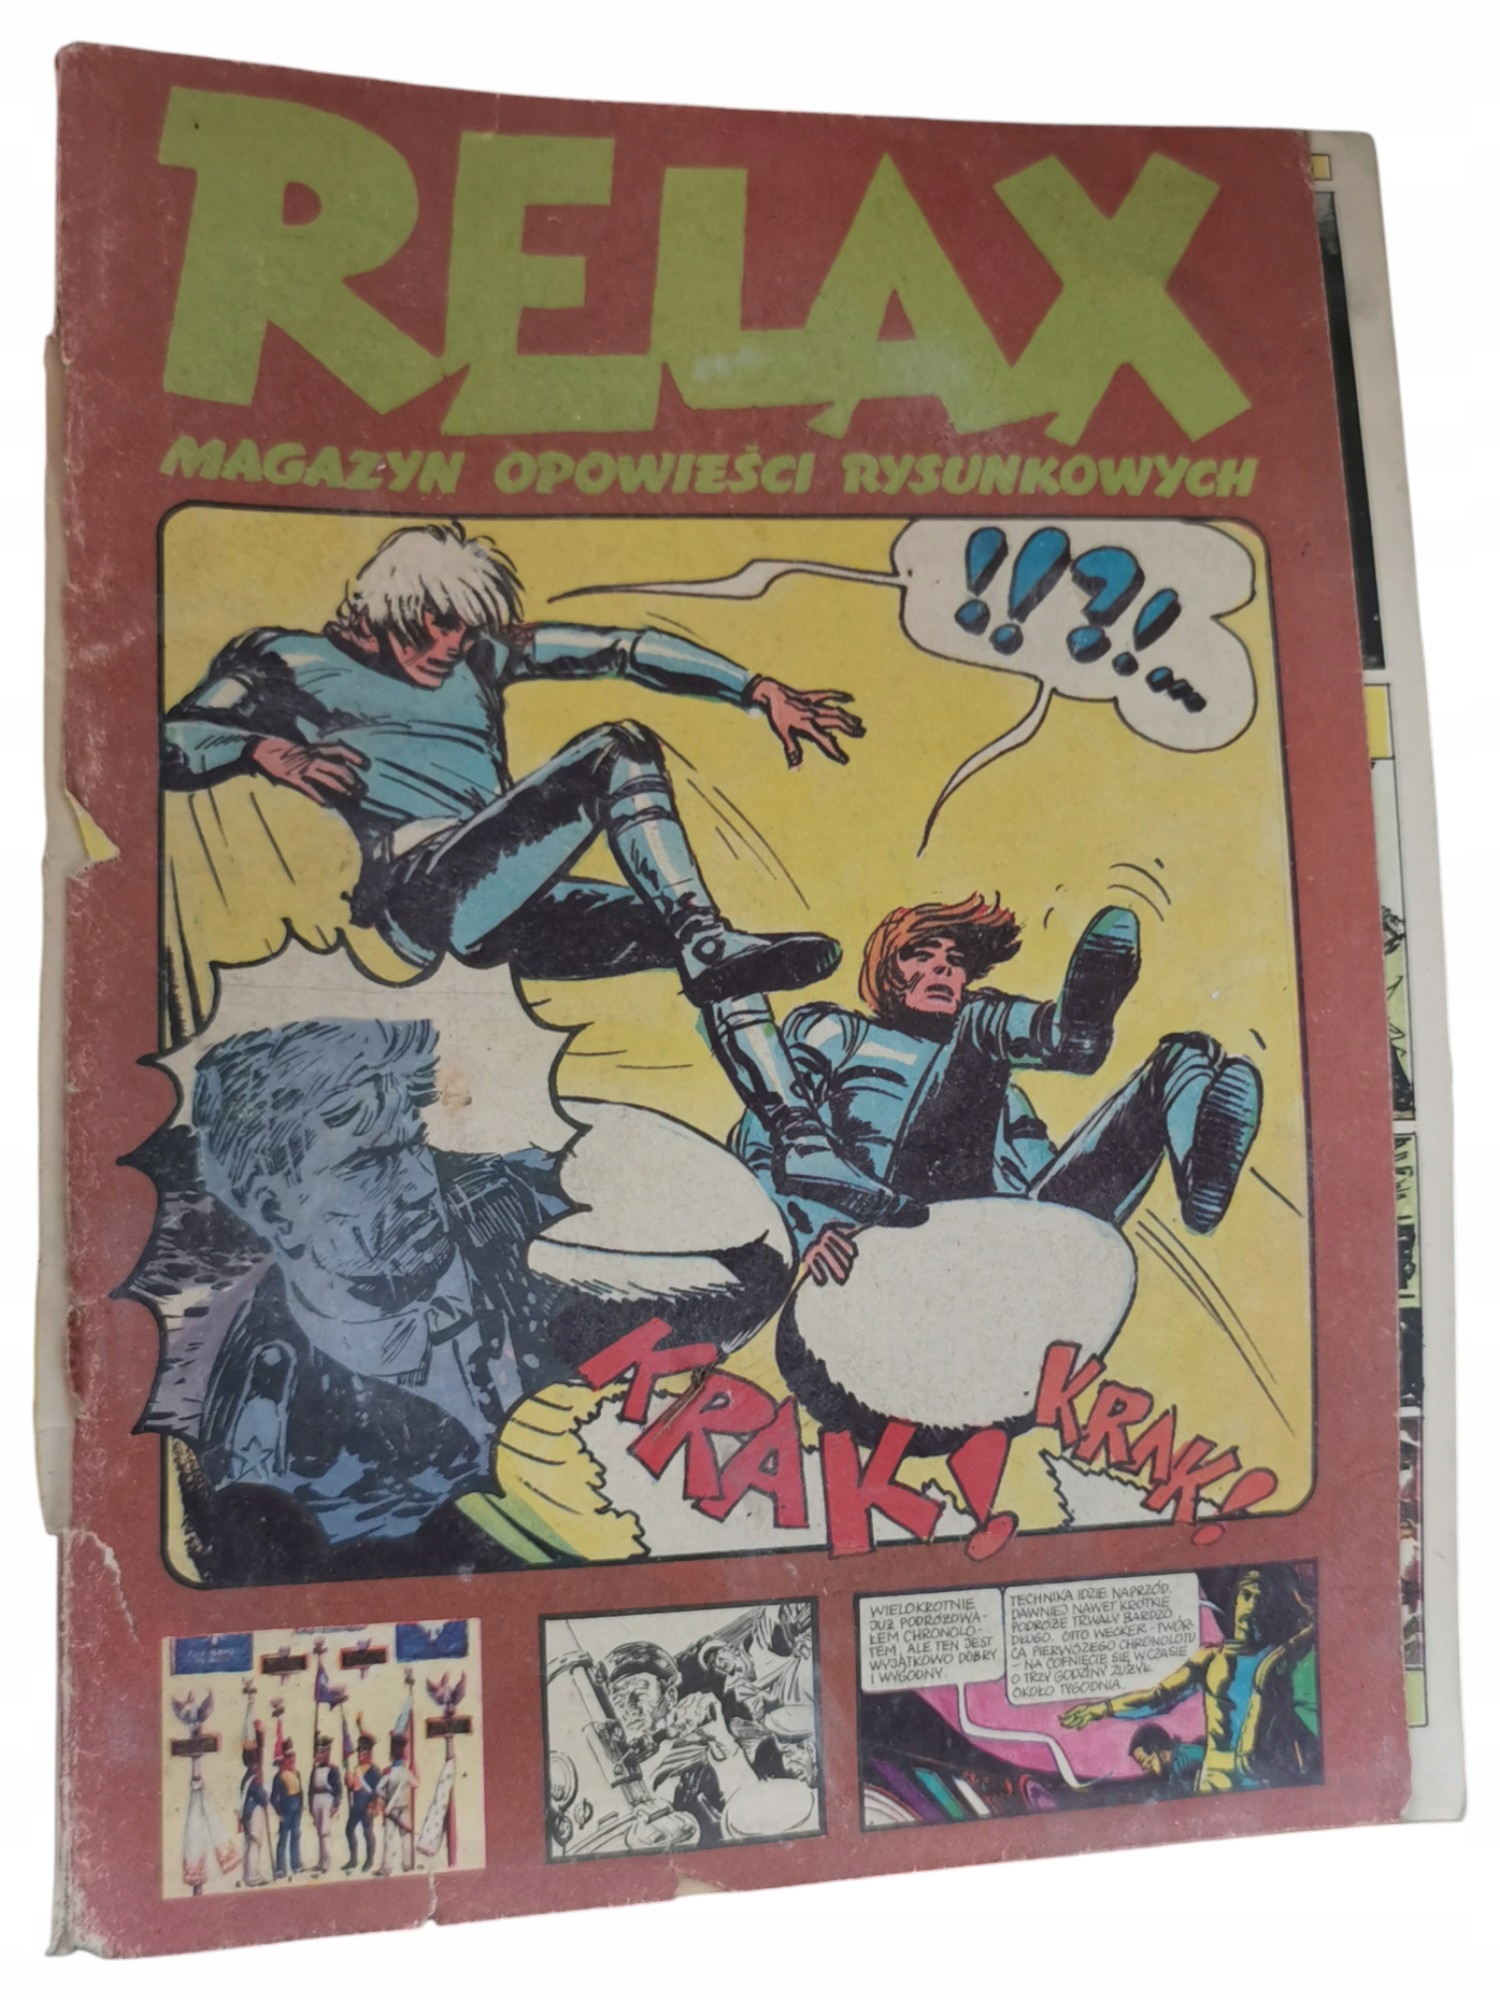 RELAX
MAGAZYN OPOWIEŚCI RYSUNKOWYCH
!!?!...
KRAK!
KRAK!
WIELOKROTNIE
JUŻ PODRÓŻOWA-
ŁEM CHRONOLO-
TEM, ALE TEN JEST
WYJĄTKOWO DOBRY
I WYGODNY.
TECHNIKA IDZIE NAPRZÓD.
DAWNIEJ NAWET KRÓTKIE
PODRÓŻE TRWAŁY BARDZO
DŁUGO. OTTO WECKER - TWÓR-
CA PIERWSZEGO CHRONOLOTU
- NA COFNIĘCIE SIĘ W CZASIE
O TRZY GODZINY ZUŻYŁ
OKOŁO TYGODNIA.